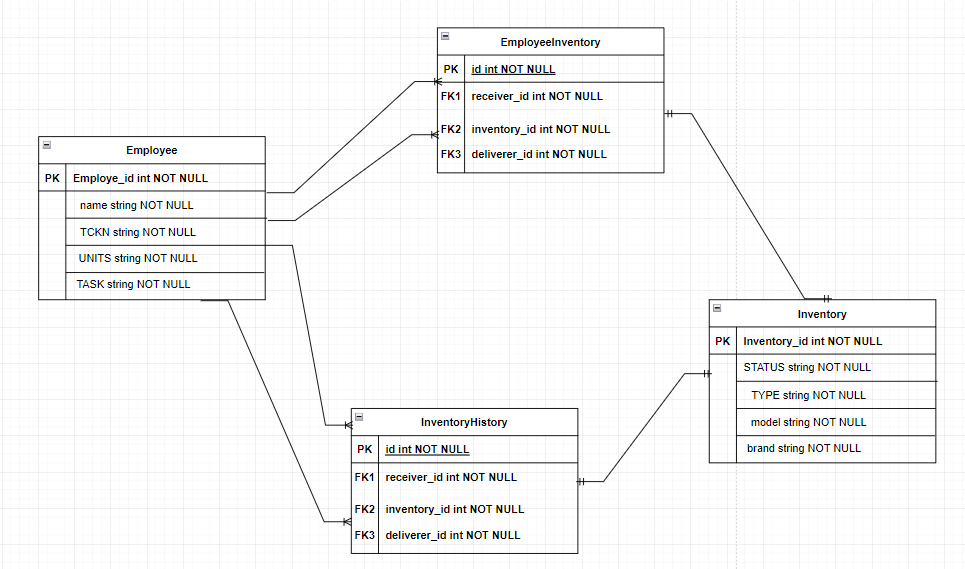 EmployeeInventory
PK id int NOT NULL
FK1 receiver_id int NOT NULL
FK2 inventory_id int NOT NULL
FK3 deliverer_id int NOT NULL
Employee
PK Employe_id int NOT NULL
name string NOT NULL
TCKN string NOT NULL
UNITS string NOT NULL
TASK string NOT NULL
Inventory
PK Inventory_id int NOT NULL
STATUS string NOT NULL
TYPE string NOT NULL
model string NOT NULL
brand string NOT NULL
InventoryHistory
PK id int NOT NULL
FK1 receiver_id int NOT NULL
FK2 inventory_id int NOT NULL
FK3 deliverer_id int NOT NULL